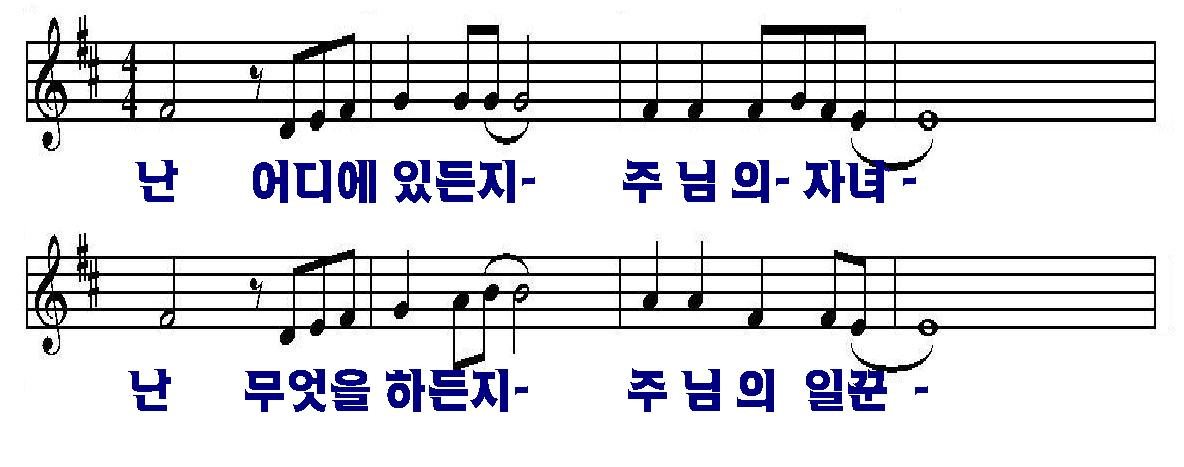 난 어디에 있든지- 주 님 의- 자녀 -
난 무엇을 하든지- 주 님 의 일꾼 -